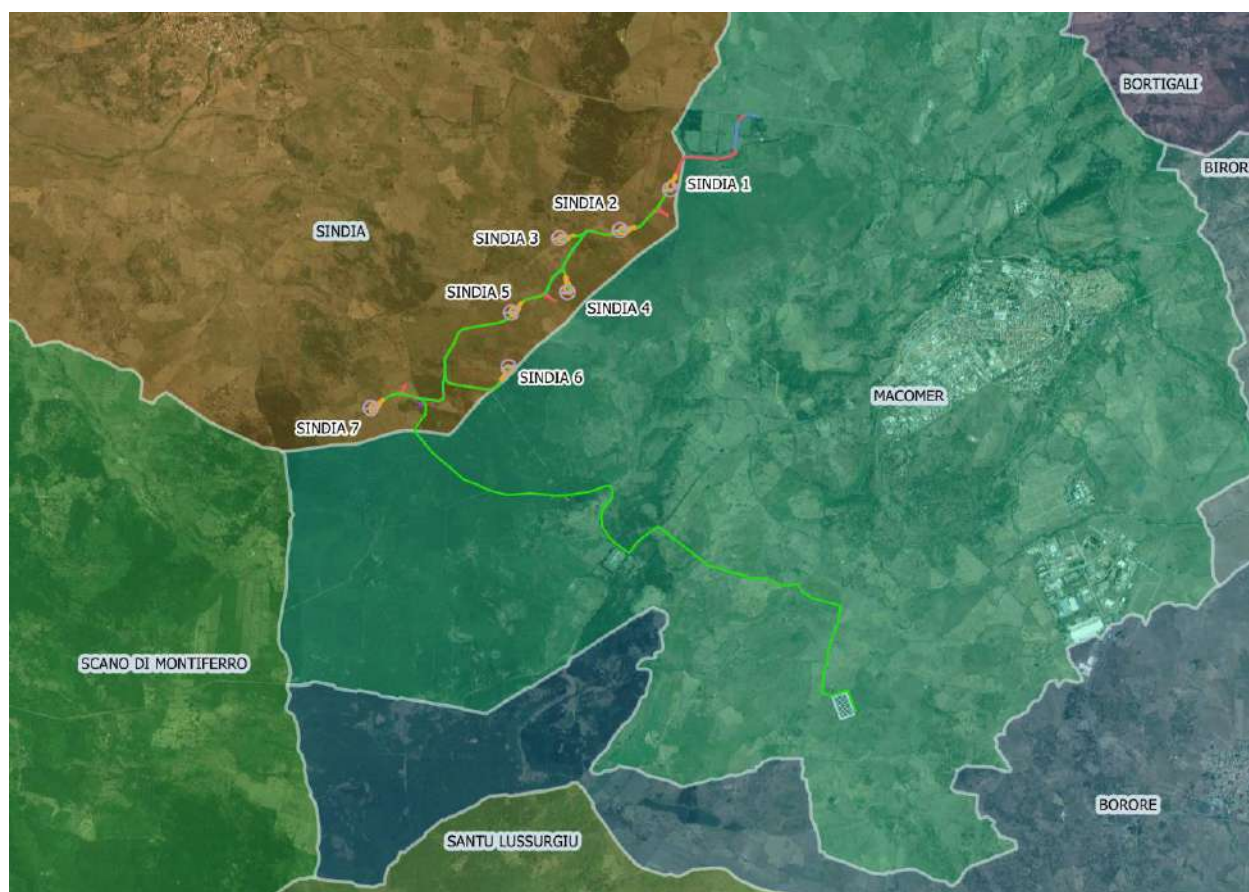 BORTIGALI
BIROR
SINDIA 1
SINDIA 2
SINDIA
SINDIA 3
SINDIA 5
SINDIA 4
SINDIA 6
MACOMER
SINDIA 7
SCANO DI MONTIFERRO
BORORE
SANTU LUSSURGIU